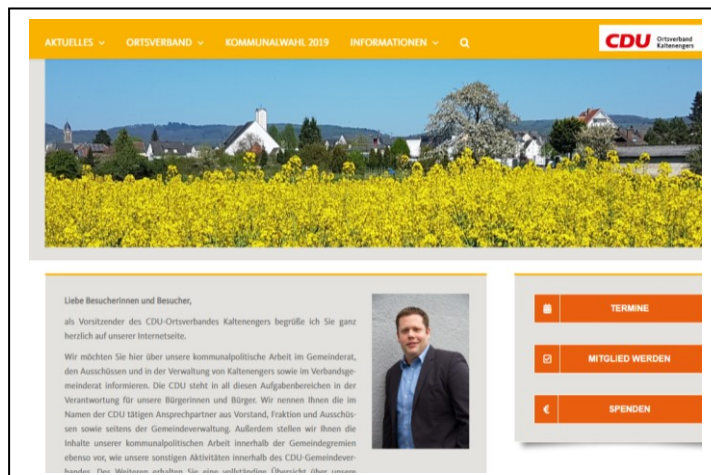 AKTUELLES ORTSVERBAND KOMMUNALWAHL 2019 INFORMATIONEN
CDU Ortsverband
Kaltenengers
Liebe Besucherinnen und Besucher,
als Vorsitzender des CDU-Ortsverbandes Kaltenengers begrüße ich Sie ganz
herzlich auf unserer Internetseite.
Wir möchten Sie hier über unsere kommunalpolitische Arbeit im Gemeinderat,
den Ausschüssen und in der Verwaltung von Kaltenengers sowie im Verbandsge-
meinderat informieren. Die CDU steht in all diesen Aufgabenbereichen in der
Verantwortung für unsere Bürgerinnen und Bürger. Wir nennen Ihnen die im
Namen der CDU tätigen Ansprechpartner aus Vorstand, Fraktion und Ausschüs-
sen sowie seitens der Gemeindeverwaltung. Außerdem stellen wir Ihnen die
Inhalte unserer kommunalpolitischen Arbeit innerhalb der Gemeindegremien
ebenso vor, wie unsere sonstigen Aktivitäten innerhalb des CDU-Gemeindever-
bandes. Des Weiteren erhalten Sie eine vollständige Übersicht über unsere
TERMINE
MITGLIED WERDEN
€ SPENDEN